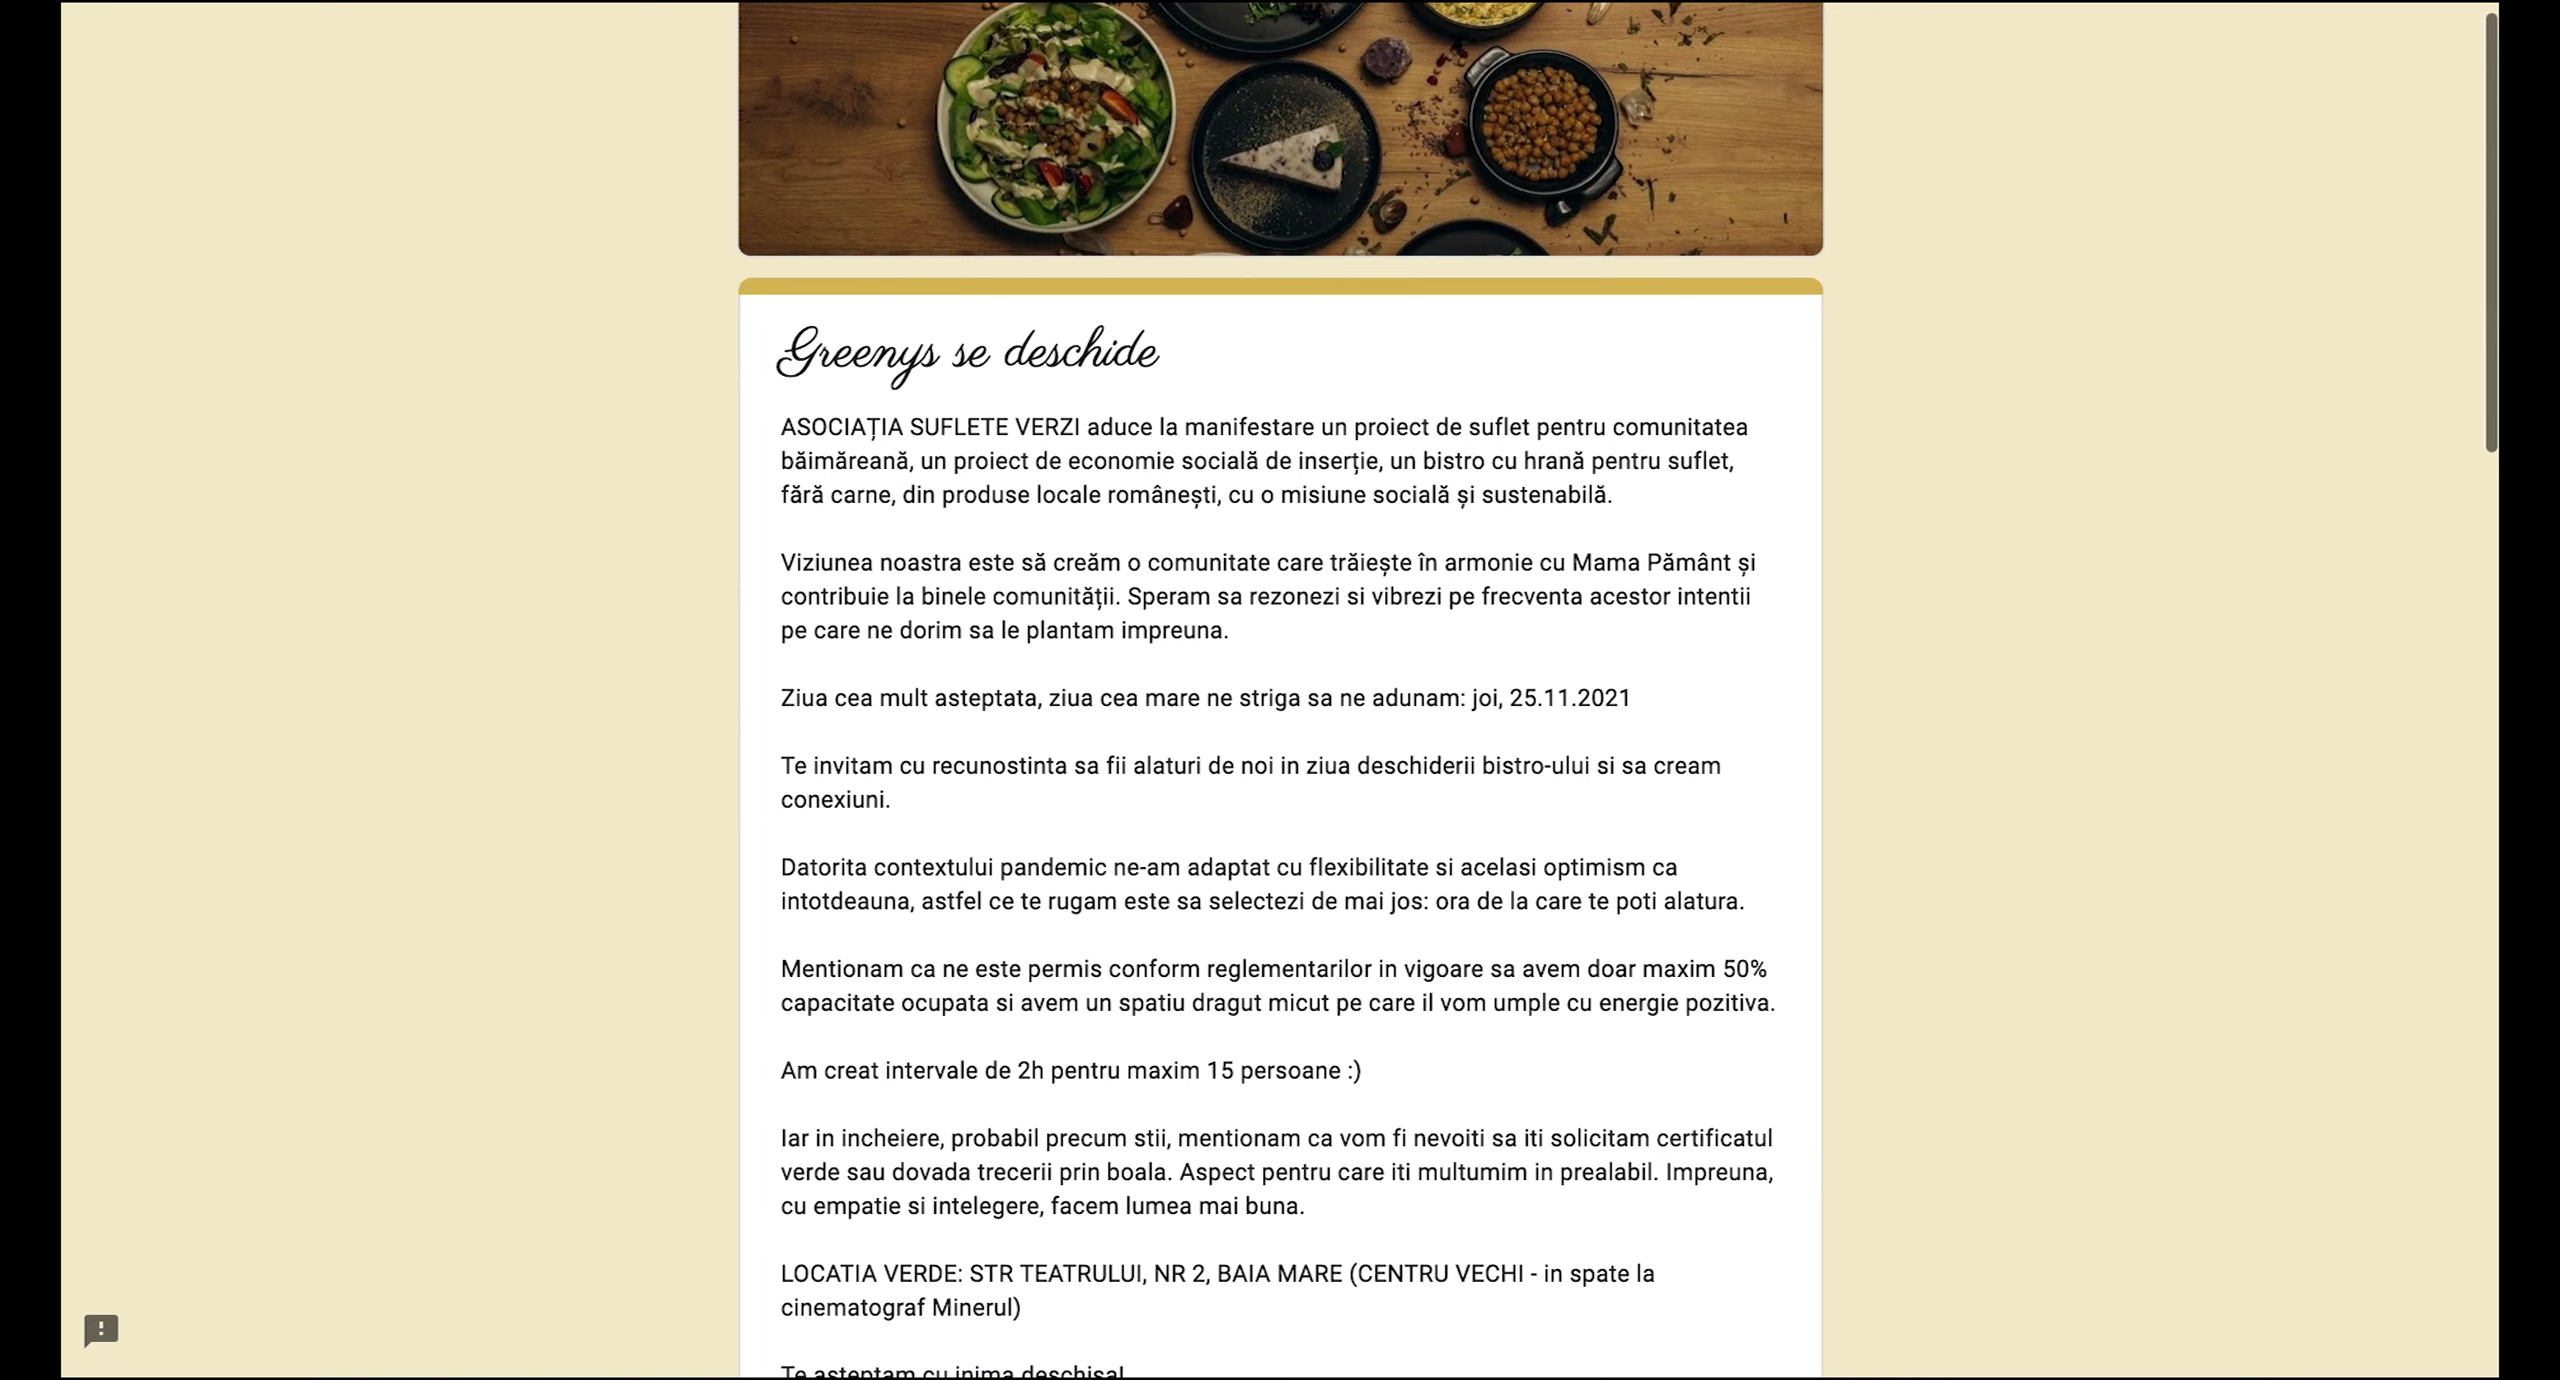 Greenys se deschide
ASOCIAȚIA SUFLETE VERZI aduce la manifestare un proiect de suflet pentru comunitatea
băimăreană, un proiect de economie socială de inserție, un bistro cu hrană pentru suflet,
fără carne, din produse locale românești, cu o misiune socială și sustenabilă.
Viziunea noastra este să creăm o comunitate care trăiește în armonie cu Mama Pământ și
contribuie la binele comunității. Speram sa rezonezi si vibrezi pe frecventa acestor intentii
pe care ne dorim sa le plantam impreuna.
Ziua cea mult asteptata, ziua cea mare ne striga sa ne adunam: joi, 25.11.2021
Te invitam cu recunostinta sa fii alaturi de noi in ziua deschiderii bistro-ului si sa cream
conexiuni.
Datorita contextului pandemic ne-am adaptat cu flexibilitate si acelasi optimism ca
intotdeauna, astfel ce te rugam este sa selectezi de mai jos: ora de la care te poti alatura.
Mentionam ca ne este permis conform reglementarilor in vigoare sa avem doar maxim 50%
capacitate ocupata si avem un spatiu dragut micut pe care il vom umple cu energie pozitiva.
Am creat intervale de 2h pentru maxim 15 persoane :)
Iar in incheiere, probabil precum stii, mentionam ca vom fi nevoiti sa iti solicitam certificatul
verde sau dovada trecerii prin boala. Aspect pentru care iti multumim in prealabil. Impreuna,
cu empatie si intelegere, facem lumea mai buna.
LOCATIA VERDE: STR TEATRULUI, NR 2, BAIA MARE (CENTRU VECHI - in spate la
cinematograf Minerul)
Te asteptam cu inima deschisa!